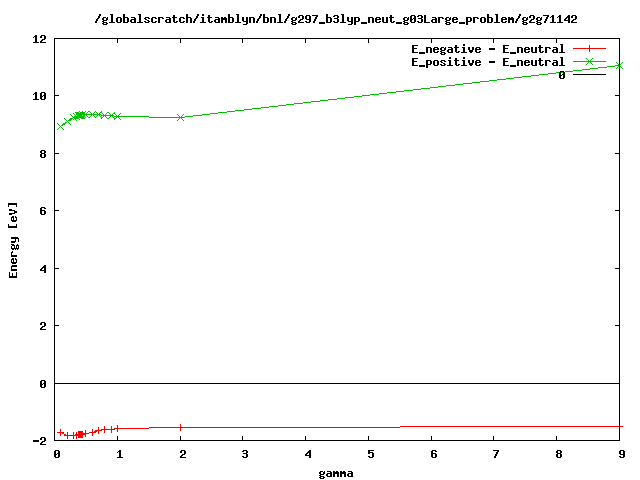 /globalscratch/itamblyn/bnl/g297_b3lyp_neut_g03Large_problem/g2g71142
E_negative - E_neutral
E_positive - E_neutral
0
12
10
8
6
4
2
0
-2
Energy [eV]
0 1 2 3 4 5 6 7 8 9
gamma